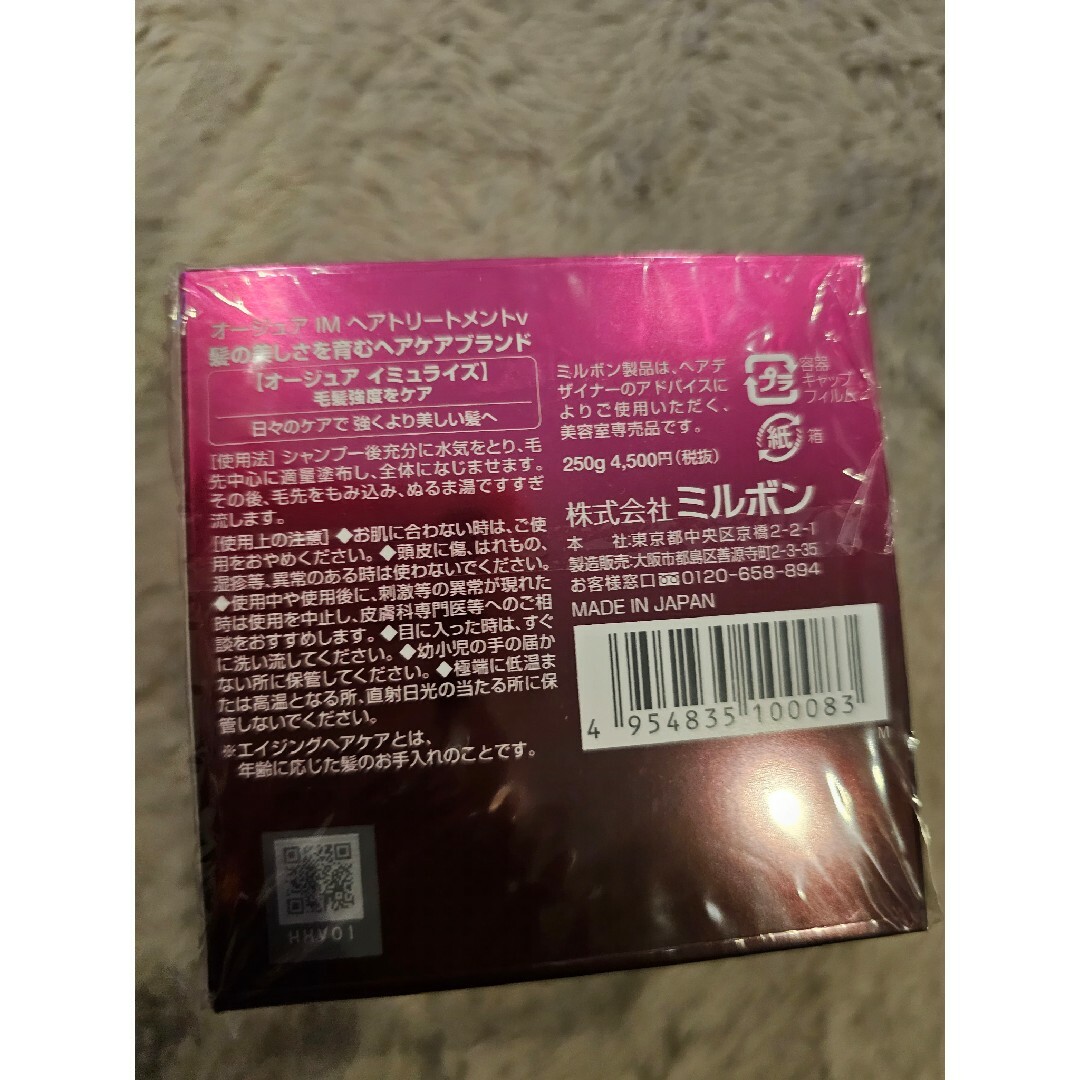 オージュア IM ヘアトリートメントv
髪の美しさを育むヘアケアブランド
【オージュア イミュライズ】
毛髪強度をケア
日々のケアで 強くより美しい髪へ
［使用法］シャンプー後充分に水気をとり、毛
先中心に適量塗布し、全体になじませます。
その後、毛先をもみ込み、ぬるま湯ですすぎ
流します。
［使用上の注意］◆お肌に合わない時は、ご使
用をおやめください。◆頭皮に傷、はれもの、
湿疹等、異常のある時は使わないでください。
◆使用中や使用後に、刺激等の異常が現れた
時は使用を中止し、皮膚科専門医等へのご相
談をおすすめします。◆目に入った時は、すぐ
に洗い流してください。◆幼小児の手の届か
ない所に保管してください。◆極端に低温ま
たは高温となる所、直射日光の当たる所に保
管しないでください。
※エイジングヘアケアとは、
年齢に応じた髪のお手入れのことです。
IOAHH
ミルボン製品は、ヘアデ
ザイナーのアドバイスに
よりご使用いただく、
美容室専売品です。
250g 4,500円（税抜）
プラ
容器
キャップ
フィルム
紙
箱
株式会社 ミルボン
本 社:東京都中央区京橋2-2-1
製造販売:大阪市都島区善源寺町2-3-35
お客様窓口 0120-658-894
MADE IN JAPAN
4 954835 100083
M